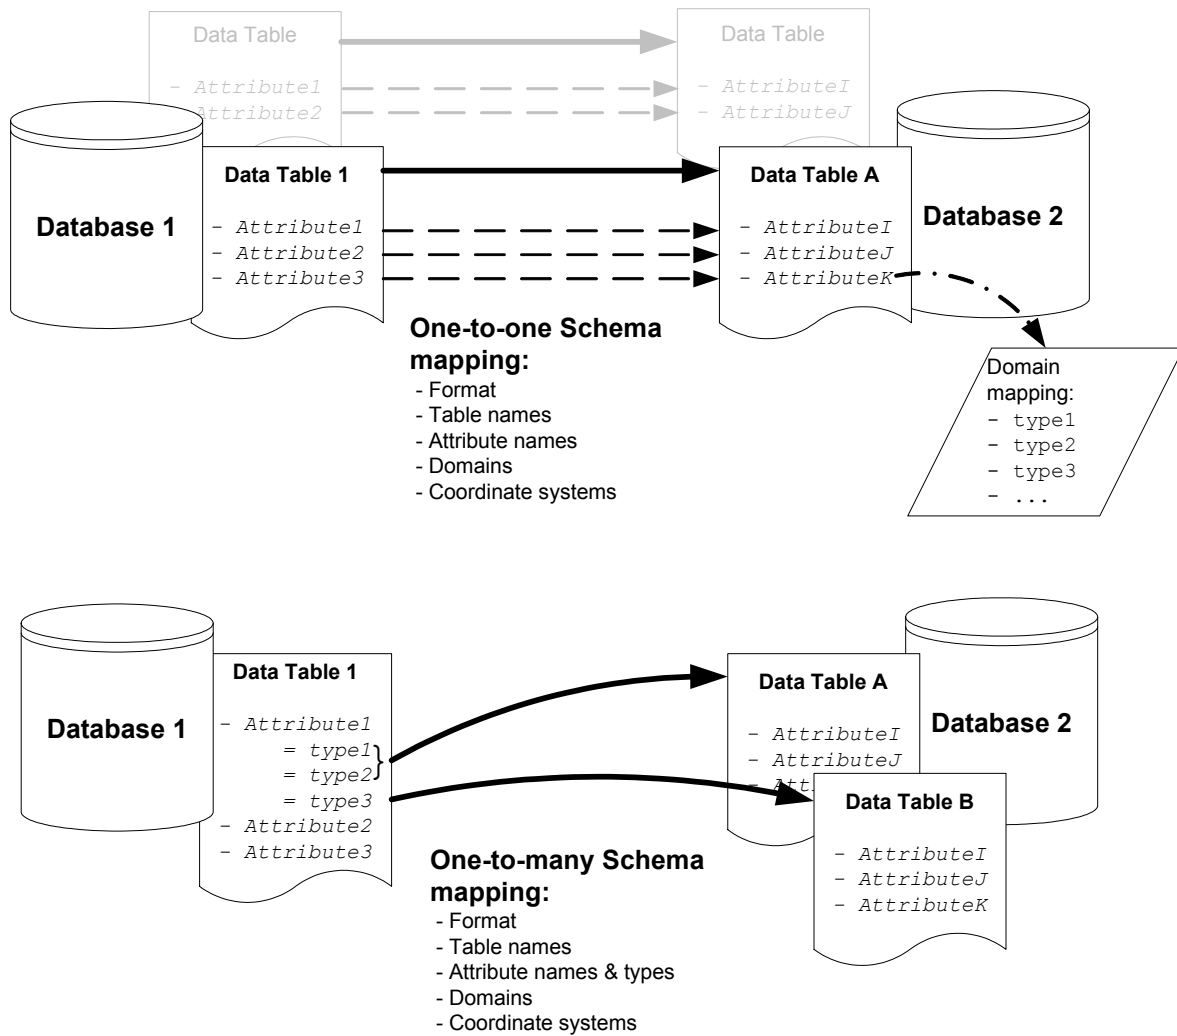 Data Table
- Attribute1
Attribute2
Data Table
- AttributeI
- AttributeJ
Database 1
Data Table 1
- Attribute1
- Attribute2
- Attribute3
Data Table A
- AttributeI
- AttributeJ
- AttributeK
Database 2
One-to-one Schema
mapping:
- Format
- Table names
- Attribute names
- Domains
- Coordinate systems
Domain
mapping:
- type1
- type2
- type3
- ...
Database 1
Data Table 1
- Attribute1
= type1
= type2
}
= type3
- Attribute2
- Attribute3
Data Table A
- AttributeI
- AttributeJ
Database 2
Data Table B
- AttributeI
- AttributeJ
- AttributeK
One-to-many Schema
mapping:
- Format
- Table names
- Attribute names & types
- Domains
- Coordinate systems